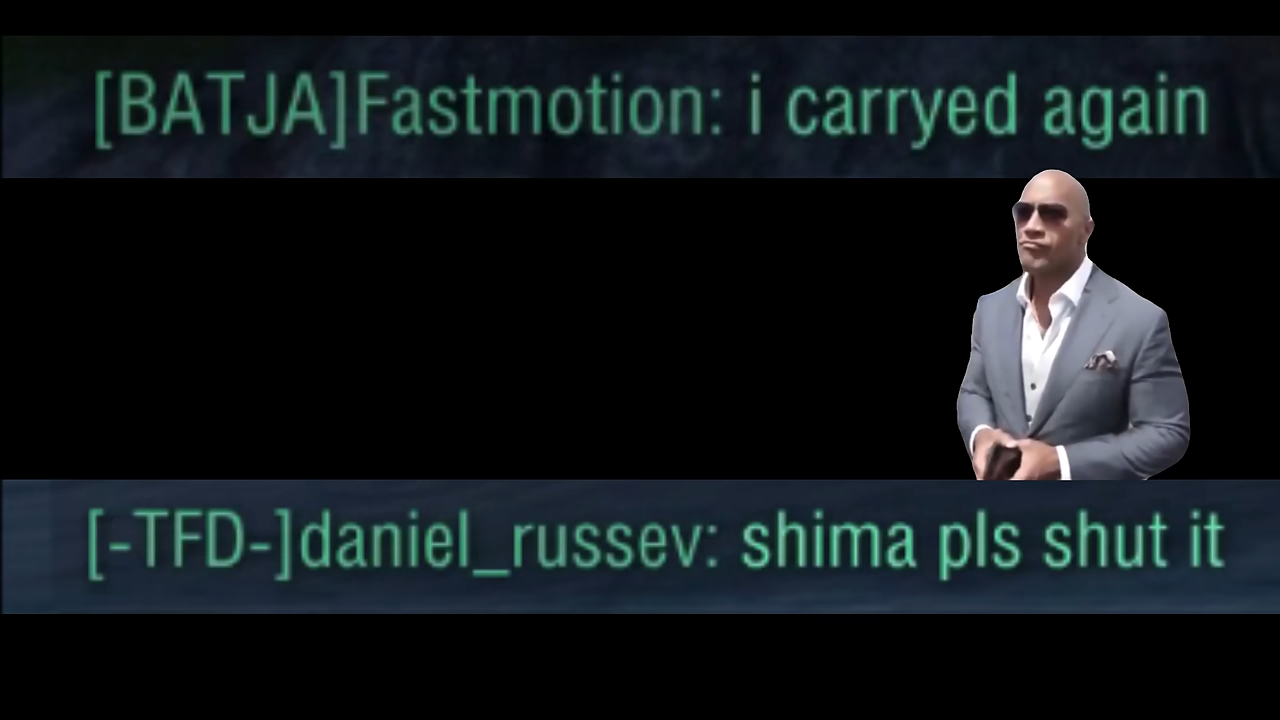 [BATJA]Fastmotion: i carryed again
[-TFD-]daniel_russev: shima pls shut it